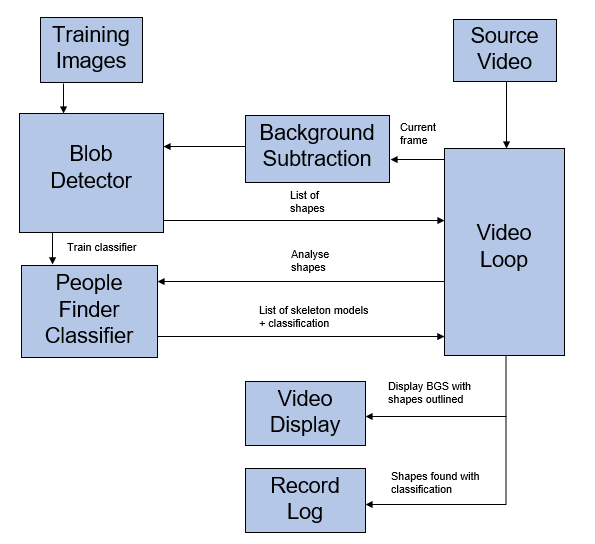 Training
Images
Source
Video
Blob
Detector
Background
Subtraction
Current
frame
List of
shapes
Video
Loop
Train classifier
Analyse
shapes
People
Finder
Classifier
List of skeleton models
+ classification
Video
Display
Display BGS with
shapes outlined
Record
Log
Shapes found with
classification